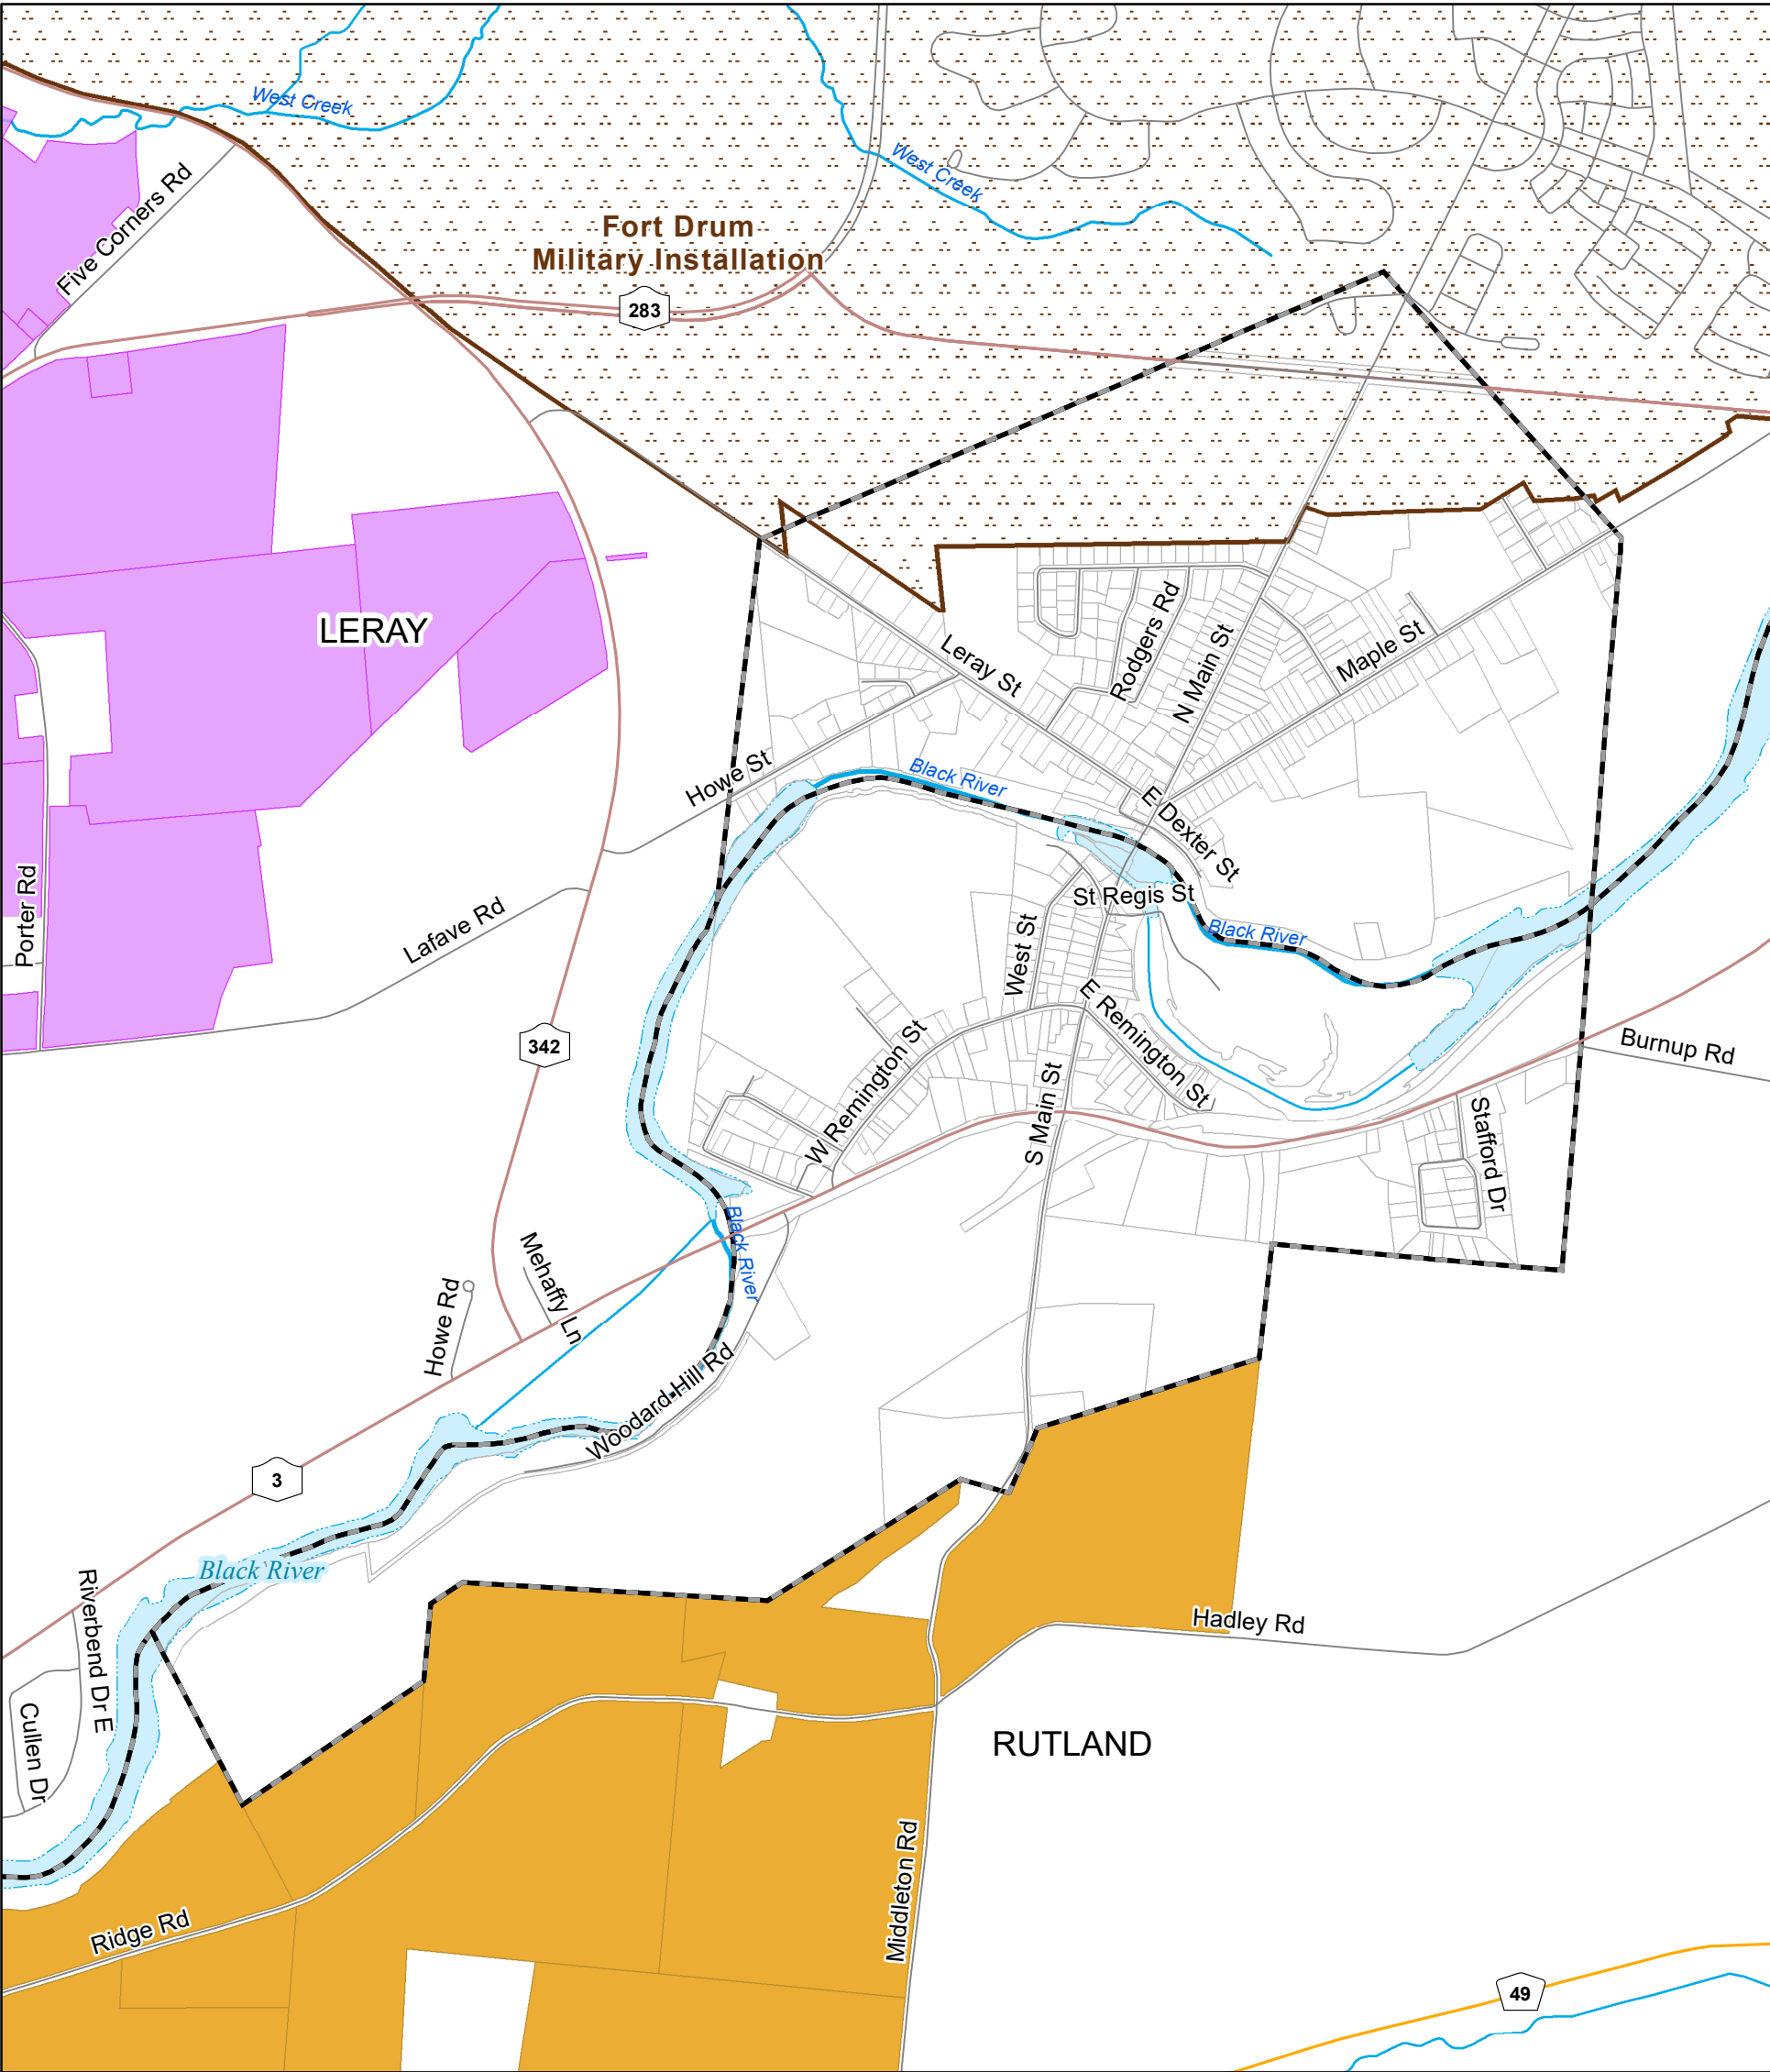 West Creek
West Creek
Five Corners Rd
Fort Drum
Military Installation
283
LERAY
Rodgers Rd
Leray St
N Main St
Maple St
Howe St
Black River
E Dexter St
St Regis St
Porter Rd
Lafave Rd
West St
Black River
E Remington St
342
W Remington St
S Main St
Burnup Rd
Stafford Dr
Black River
Mehaffy Ln
Howe Rd
Woodard Hill Rd
3
Black River
Riverbend Dr E
Hadley Rd
Cullen Dr
RUTLAND
Middleton Rd
Ridge Rd
49